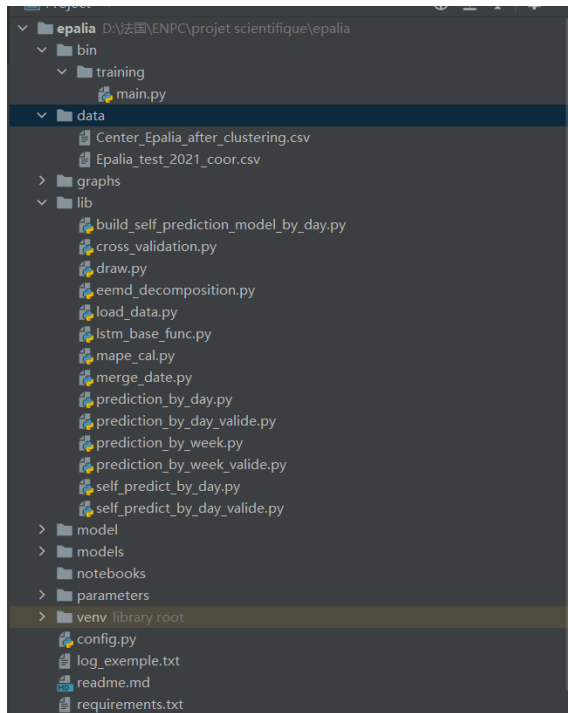 Project
epalia D:\法国\ENPC\projet scientifique\epalia
bin
training
main.py
data
Center_Epalia_after_clustering.csv
Epalia_test_2021_coor.csv
graphs
lib
build_self_prediction_model_by_day.py
cross_validation.py
draw.py
eemd_decomposition.py
load_data.py
lstm_base_func.py
mape_cal.py
merge_date.py
prediction_by_day.py
prediction_by_day_valide.py
prediction_by_week.py
prediction_by_week_valide.py
self_predict_by_day.py
self_predict_by_day_valide.py
model
models
notebooks
parameters
venv library root
config.py
log_exemple.txt
MD readme.md
requirements.txt